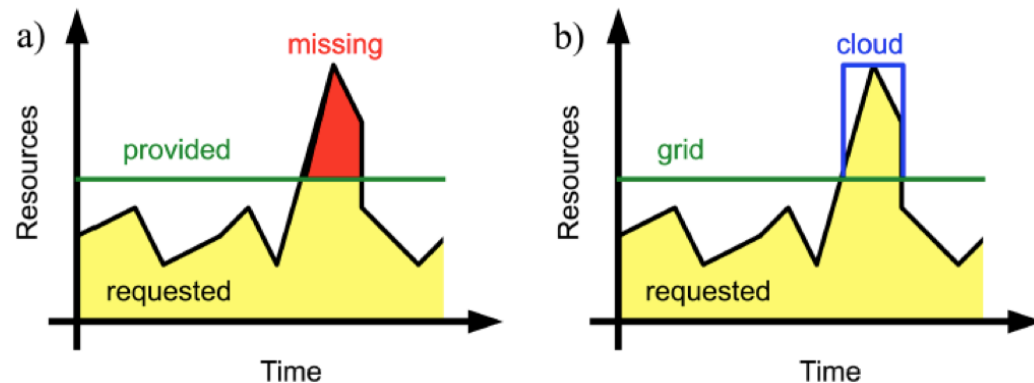 a)
missing
provided
requested
Resources
Time
b)
cloud
grid
requested
Resources
Time